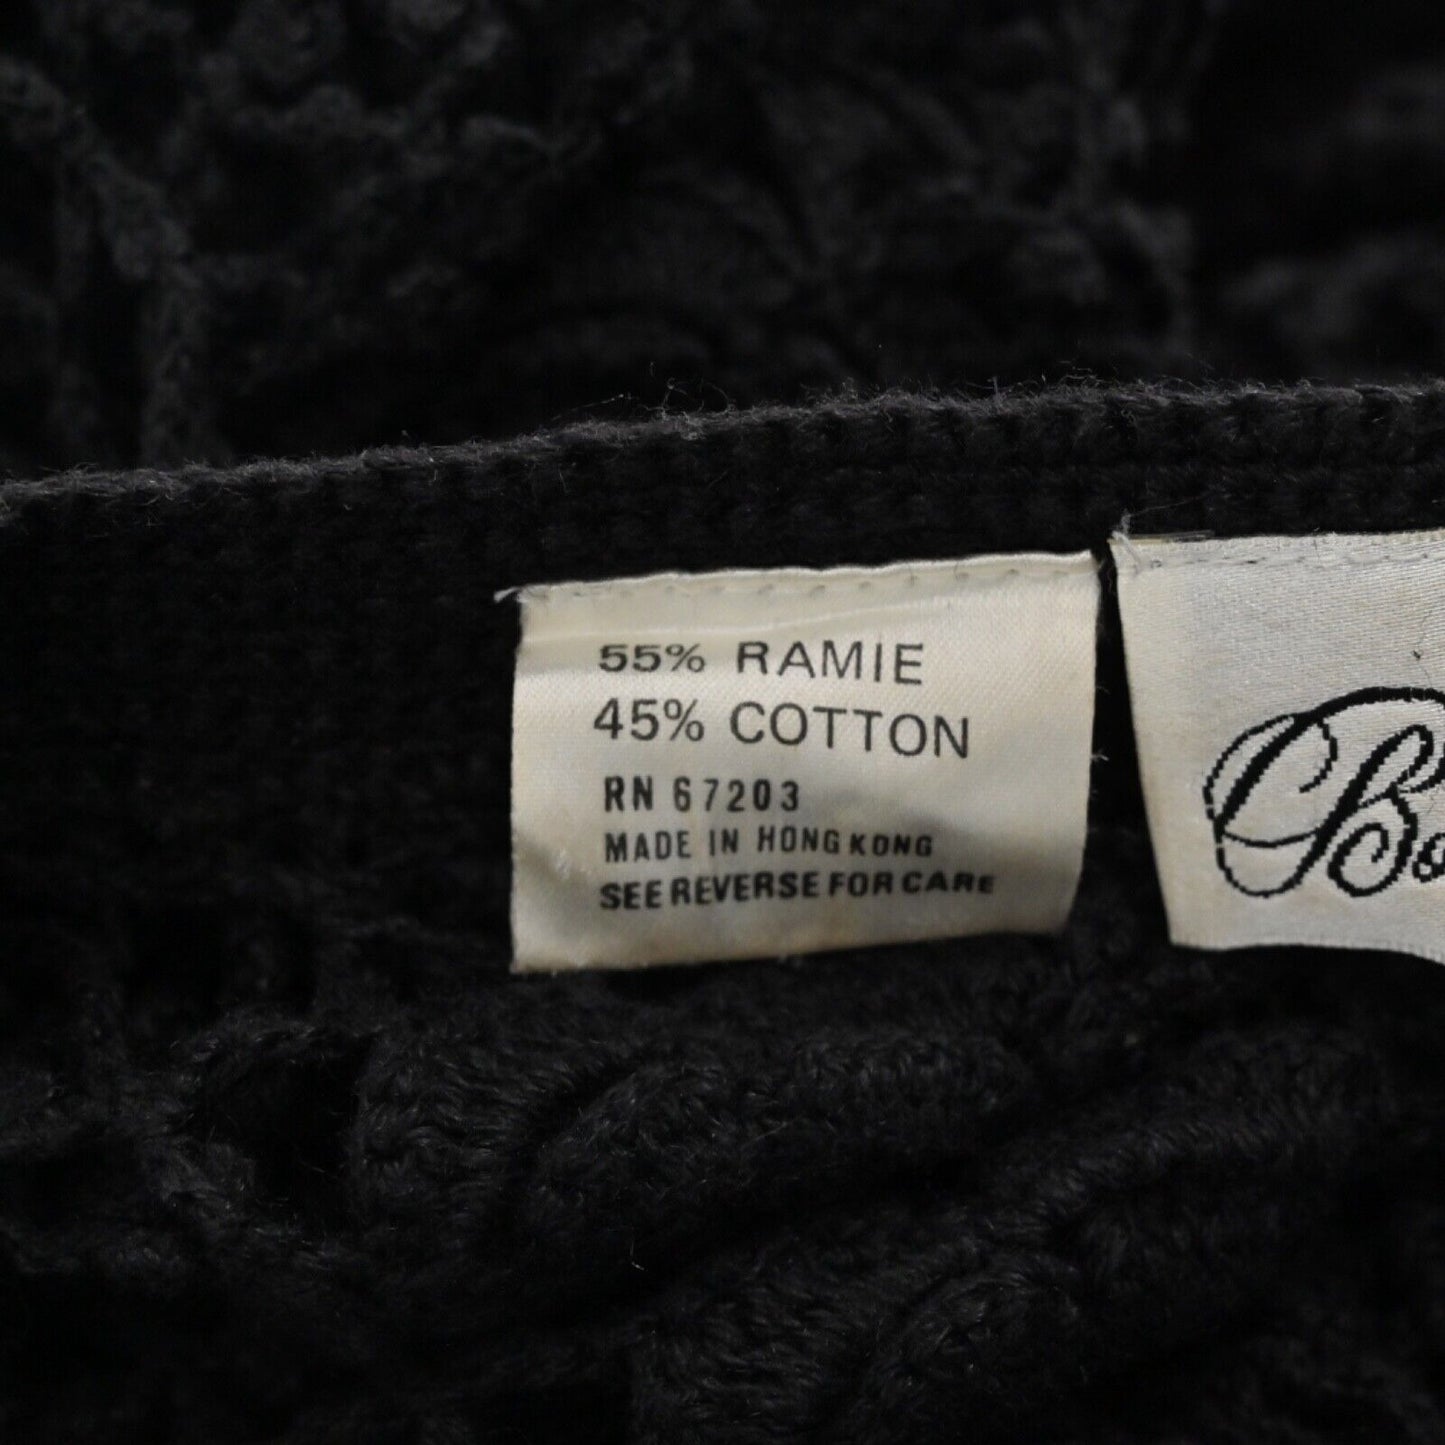 55% RAMIE
45% COTTON
RN 67203
MADE IN HONG KONG
SEE REVERSE FOR CARE